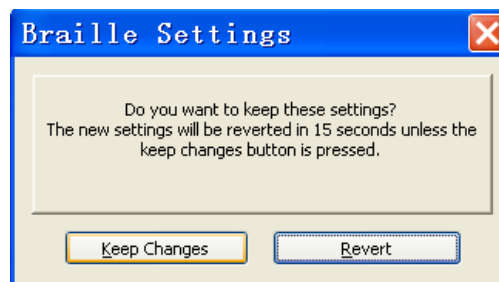 Braille Settings
Do you want to keep these settings?
The new settings will be reverted in 15 seconds unless the
keep changes button is pressed.
Keep Changes
Revert